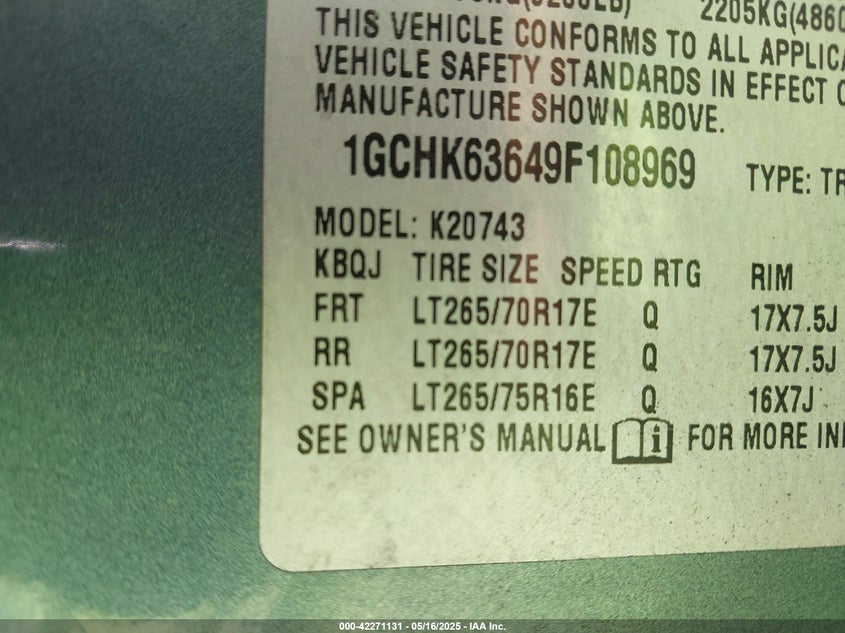 2205KG(4860
THIS VEHICLE CONFORMS TO ALL APPLICA
VEHICLE SAFETY STANDARDS IN EFFECT O
MANUFACTURE SHOWN ABOVE.
1GCHK63649F108969 TYPE: TR
MODEL: K20743
KBQJ TIRE SIZE SPEED RTG RIM
FRT LT265/70R17E Q 17X7.5J
RR LT265/70R17E Q 17X7.5J
SPA LT265/75R16E Q 16X7J
SEE OWNER'S MANUAL i FOR MORE IN
000-42271131 - 05/16/2025 - IAA Inc.